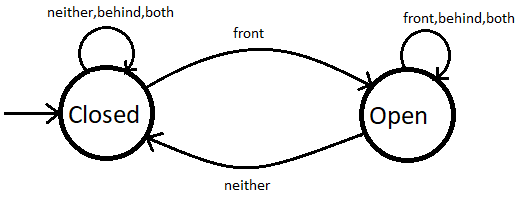 neither,behind,both
front
front,behind,both
Closed
Open
neither